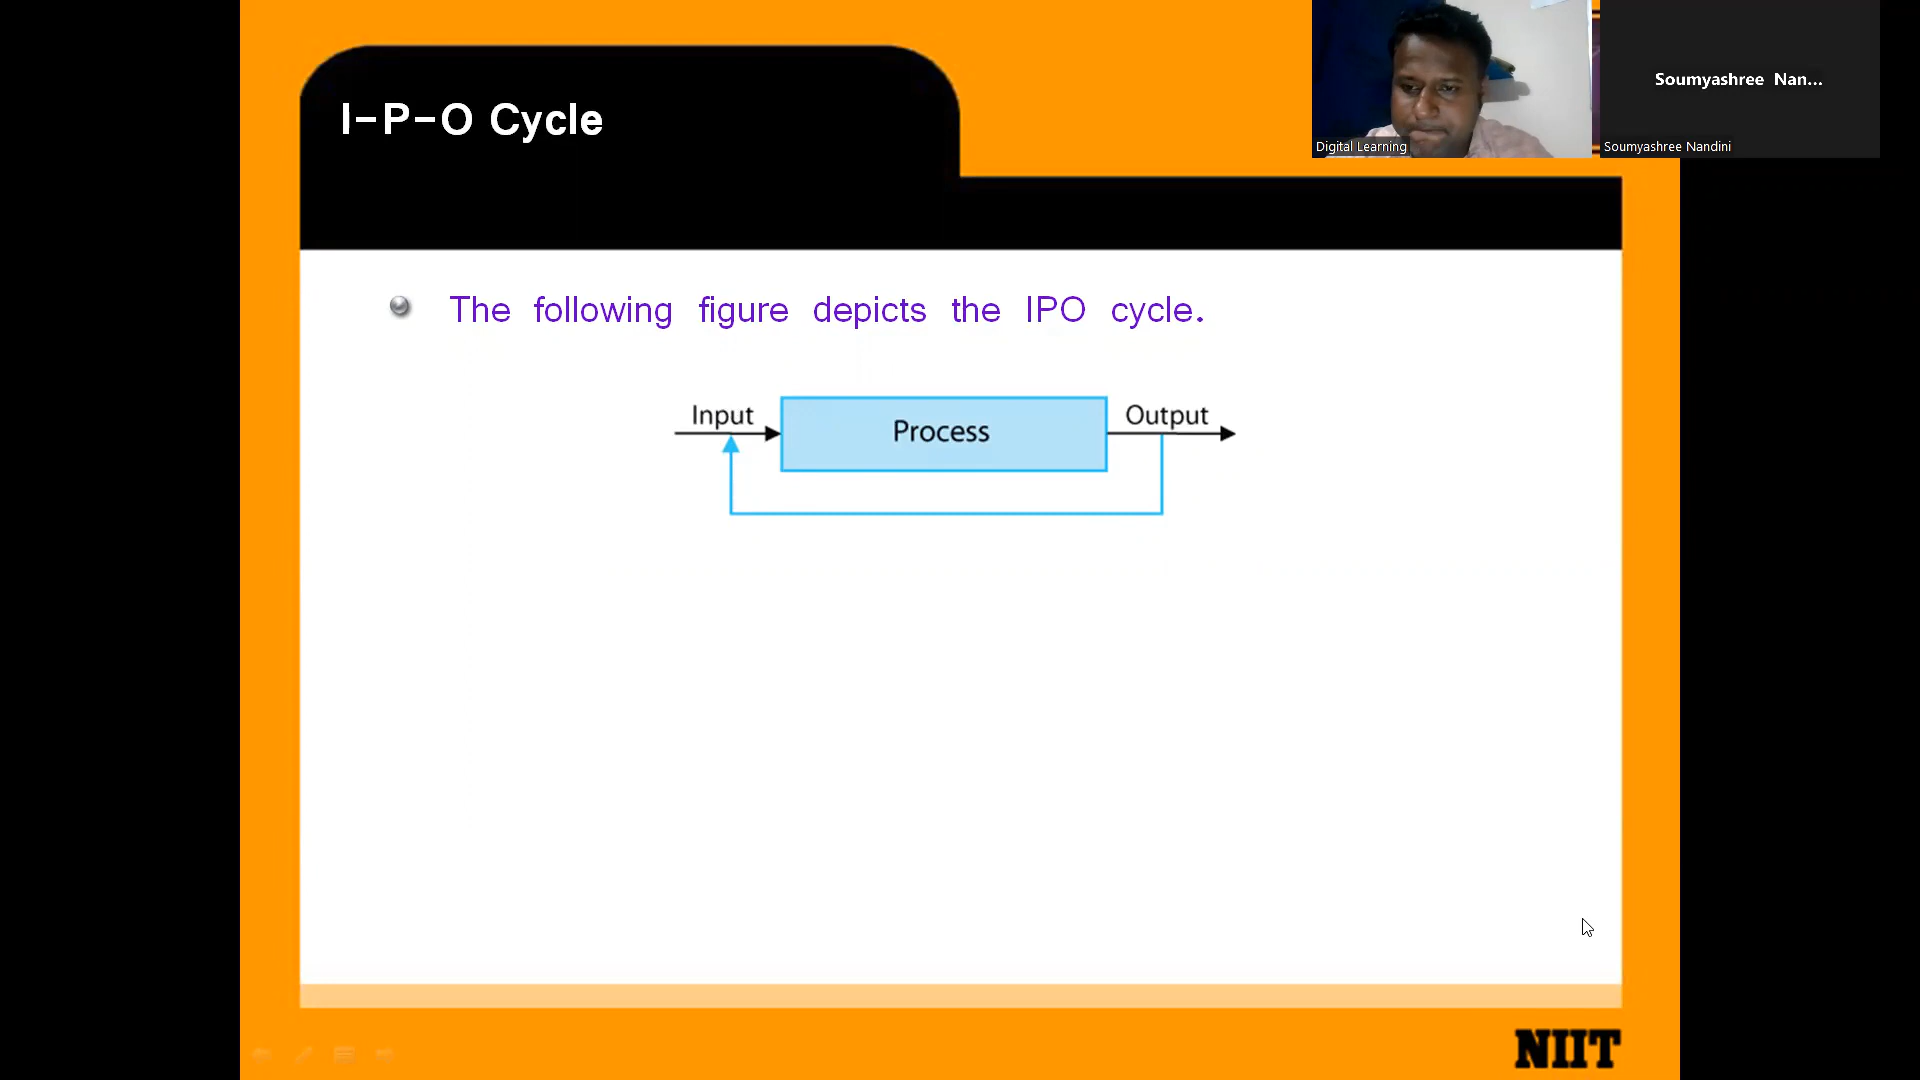 I-P-O Cycle
Soumyashree Nan...
Digital Learning
Soumyashree Nandini
The following figure depicts the IPO cycle.
Input
Process
Output
NIIT